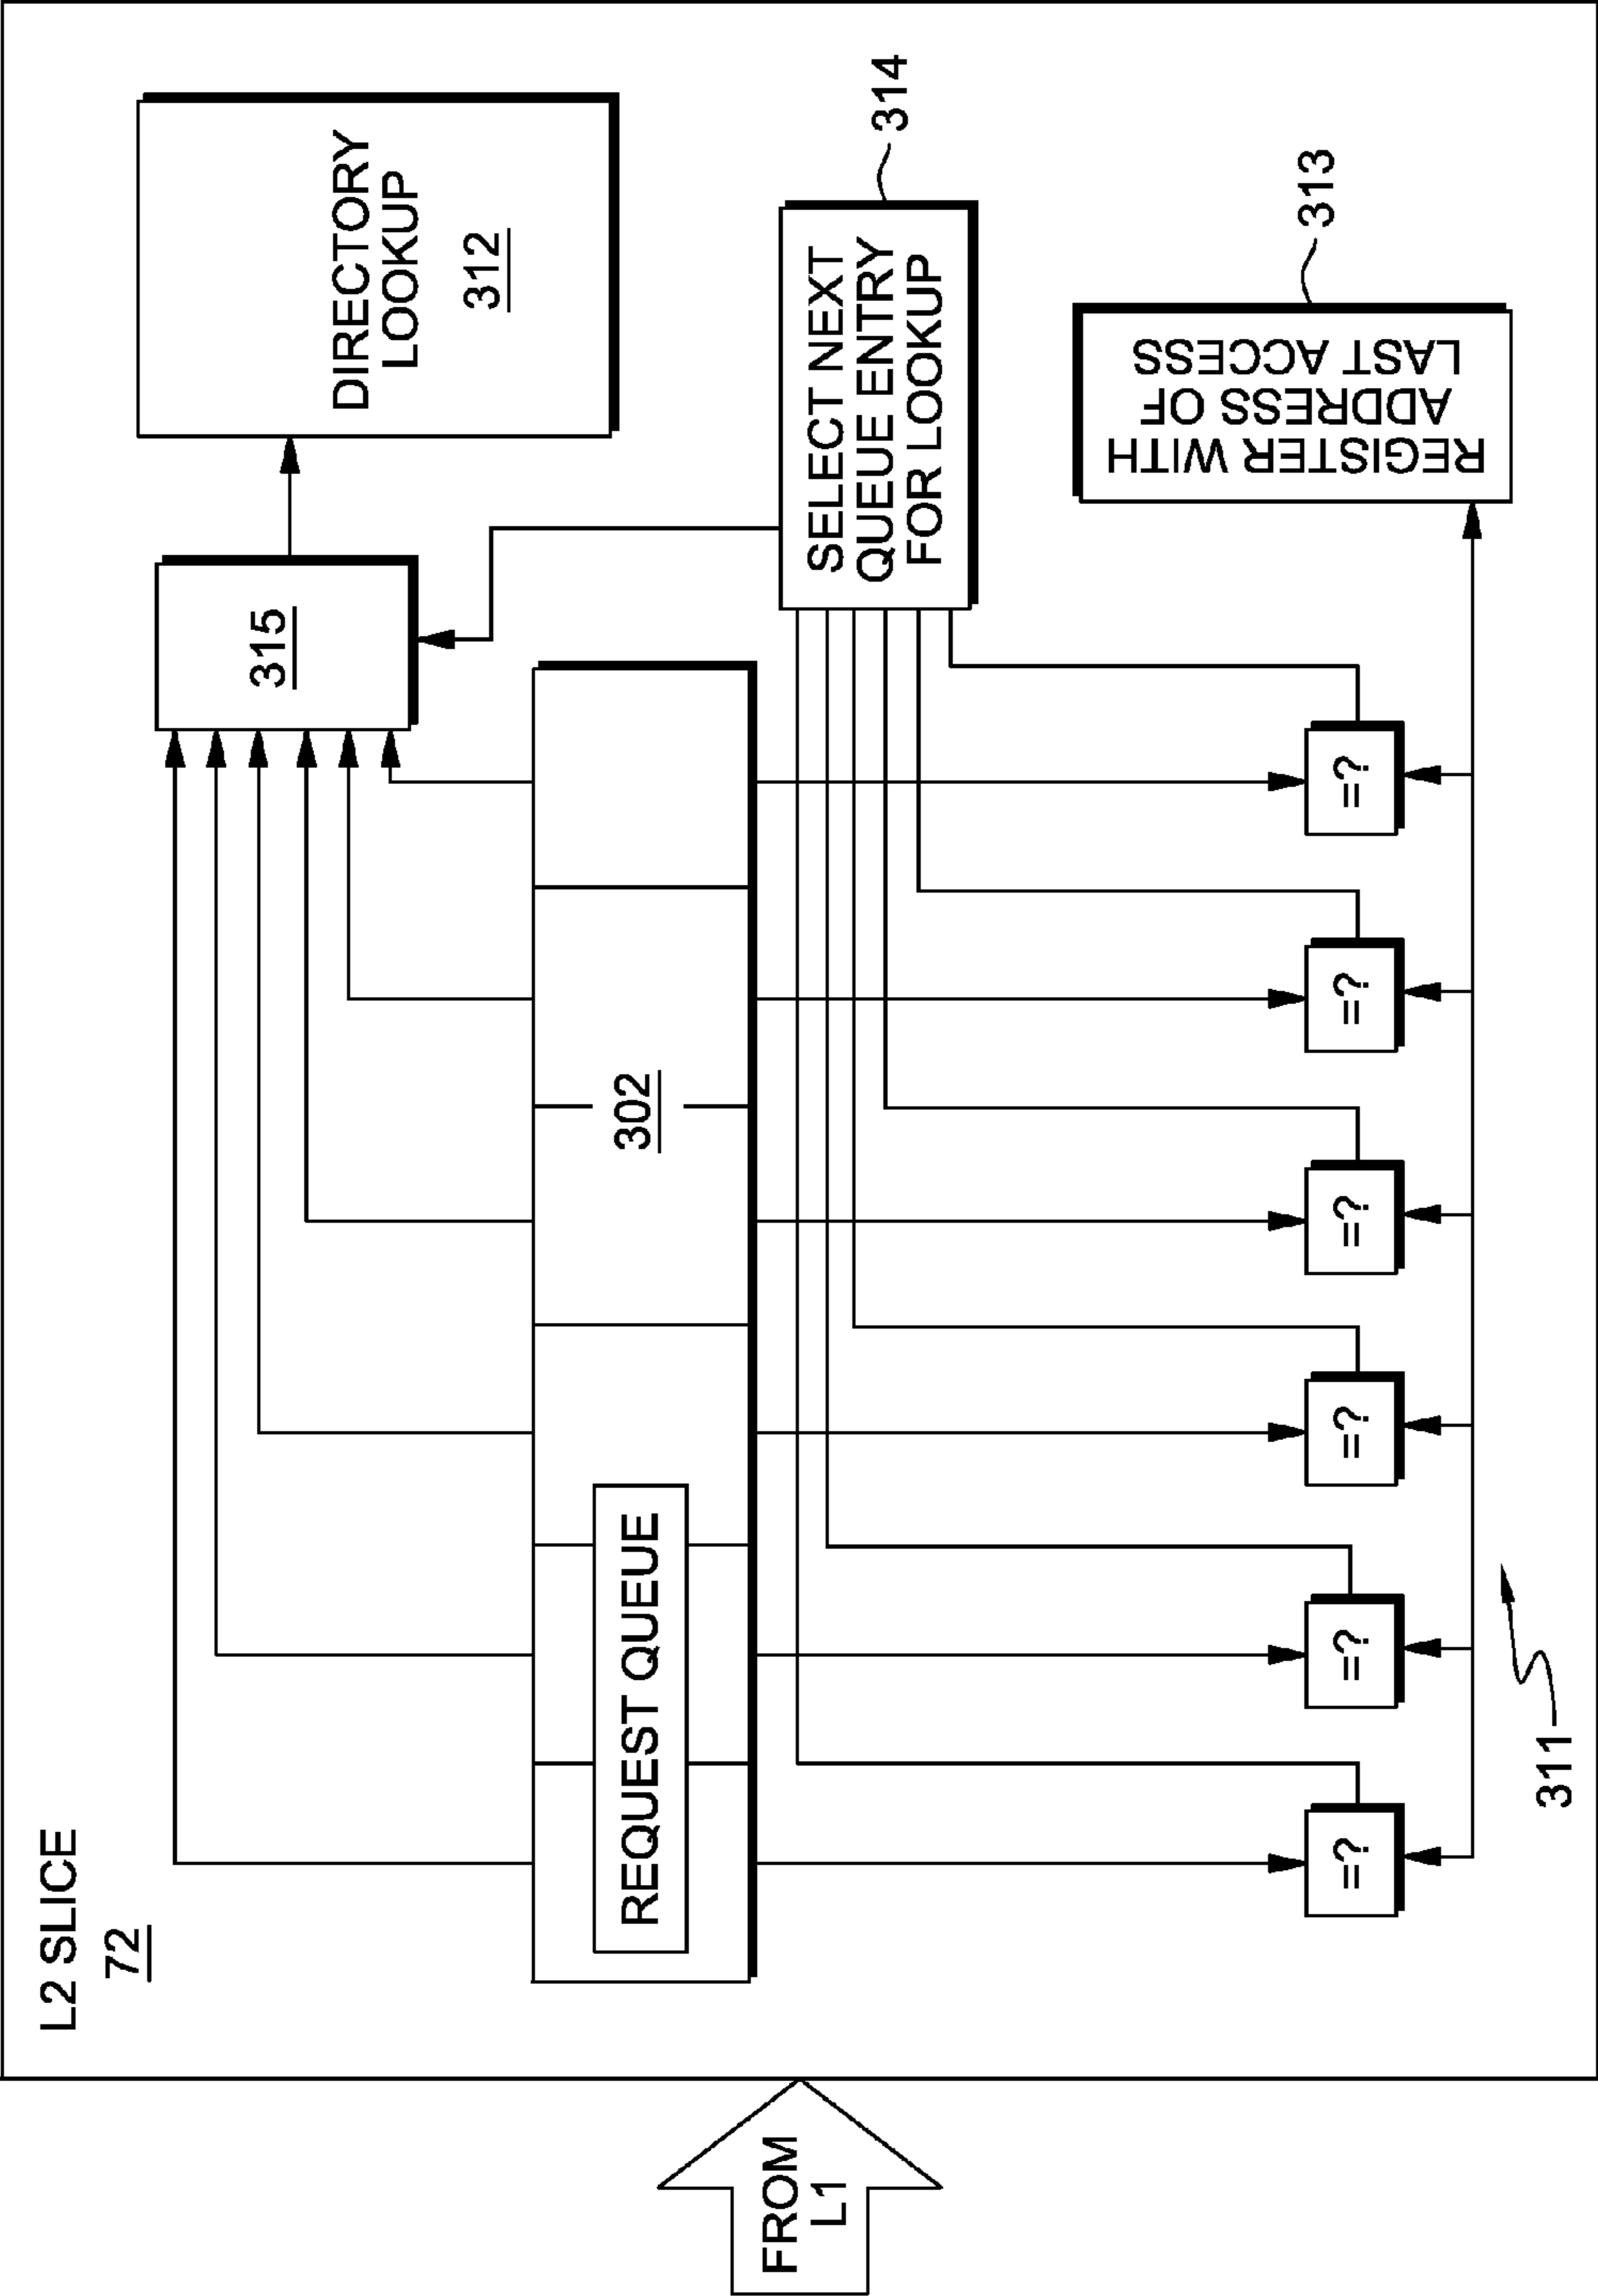 L2 SLICE
72
DIRECTORY
LOOKUP
312
315
302
REQUEST QUEUE
SELECT NEXT
QUEUE ENTRY
FOR LOOKUP
314
REGISTER WITH
ADDRESS OF
LAST ACCESS
313
=?
=?
=?
=?
=?
=?
311
FROM
L1